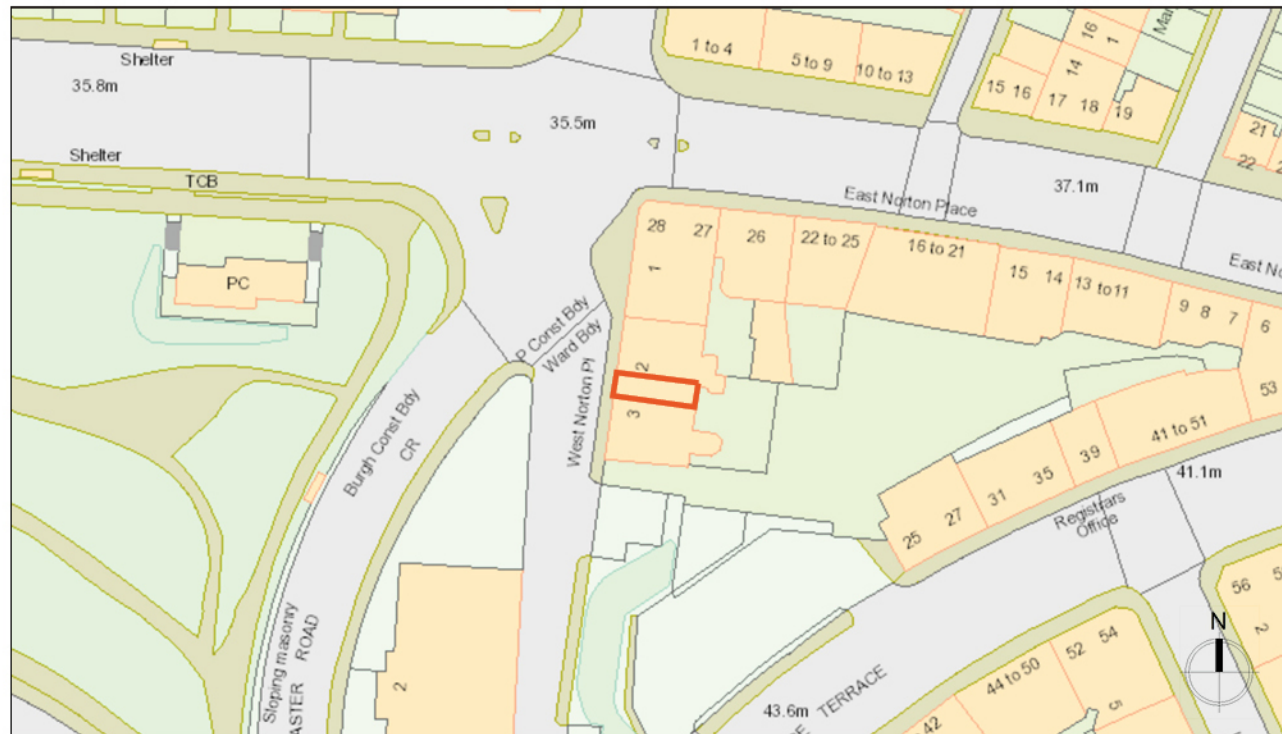 Shelter
35.8m
Shelter
TCB
PC
35.5m
1 to 4
5 to 9
10 to 13
15 16
16
1
14
17 18
19
21
22
37.1m
East Norton Place
28
27
26
22 to 25
16 to 21
15 14
13 to 11
9 8 7
6
53
1
2
3
P Const Bdy
Ward Bdy
West Norton Pl
Burgh Const Bdy
CR
Sloping masonry
ASTER ROAD
2
25
27
31
35
39
41 to 51
41.1m
Registrars
Office
43.6m
TERRACE
44 to 50
52
54
42
5
56
2
N